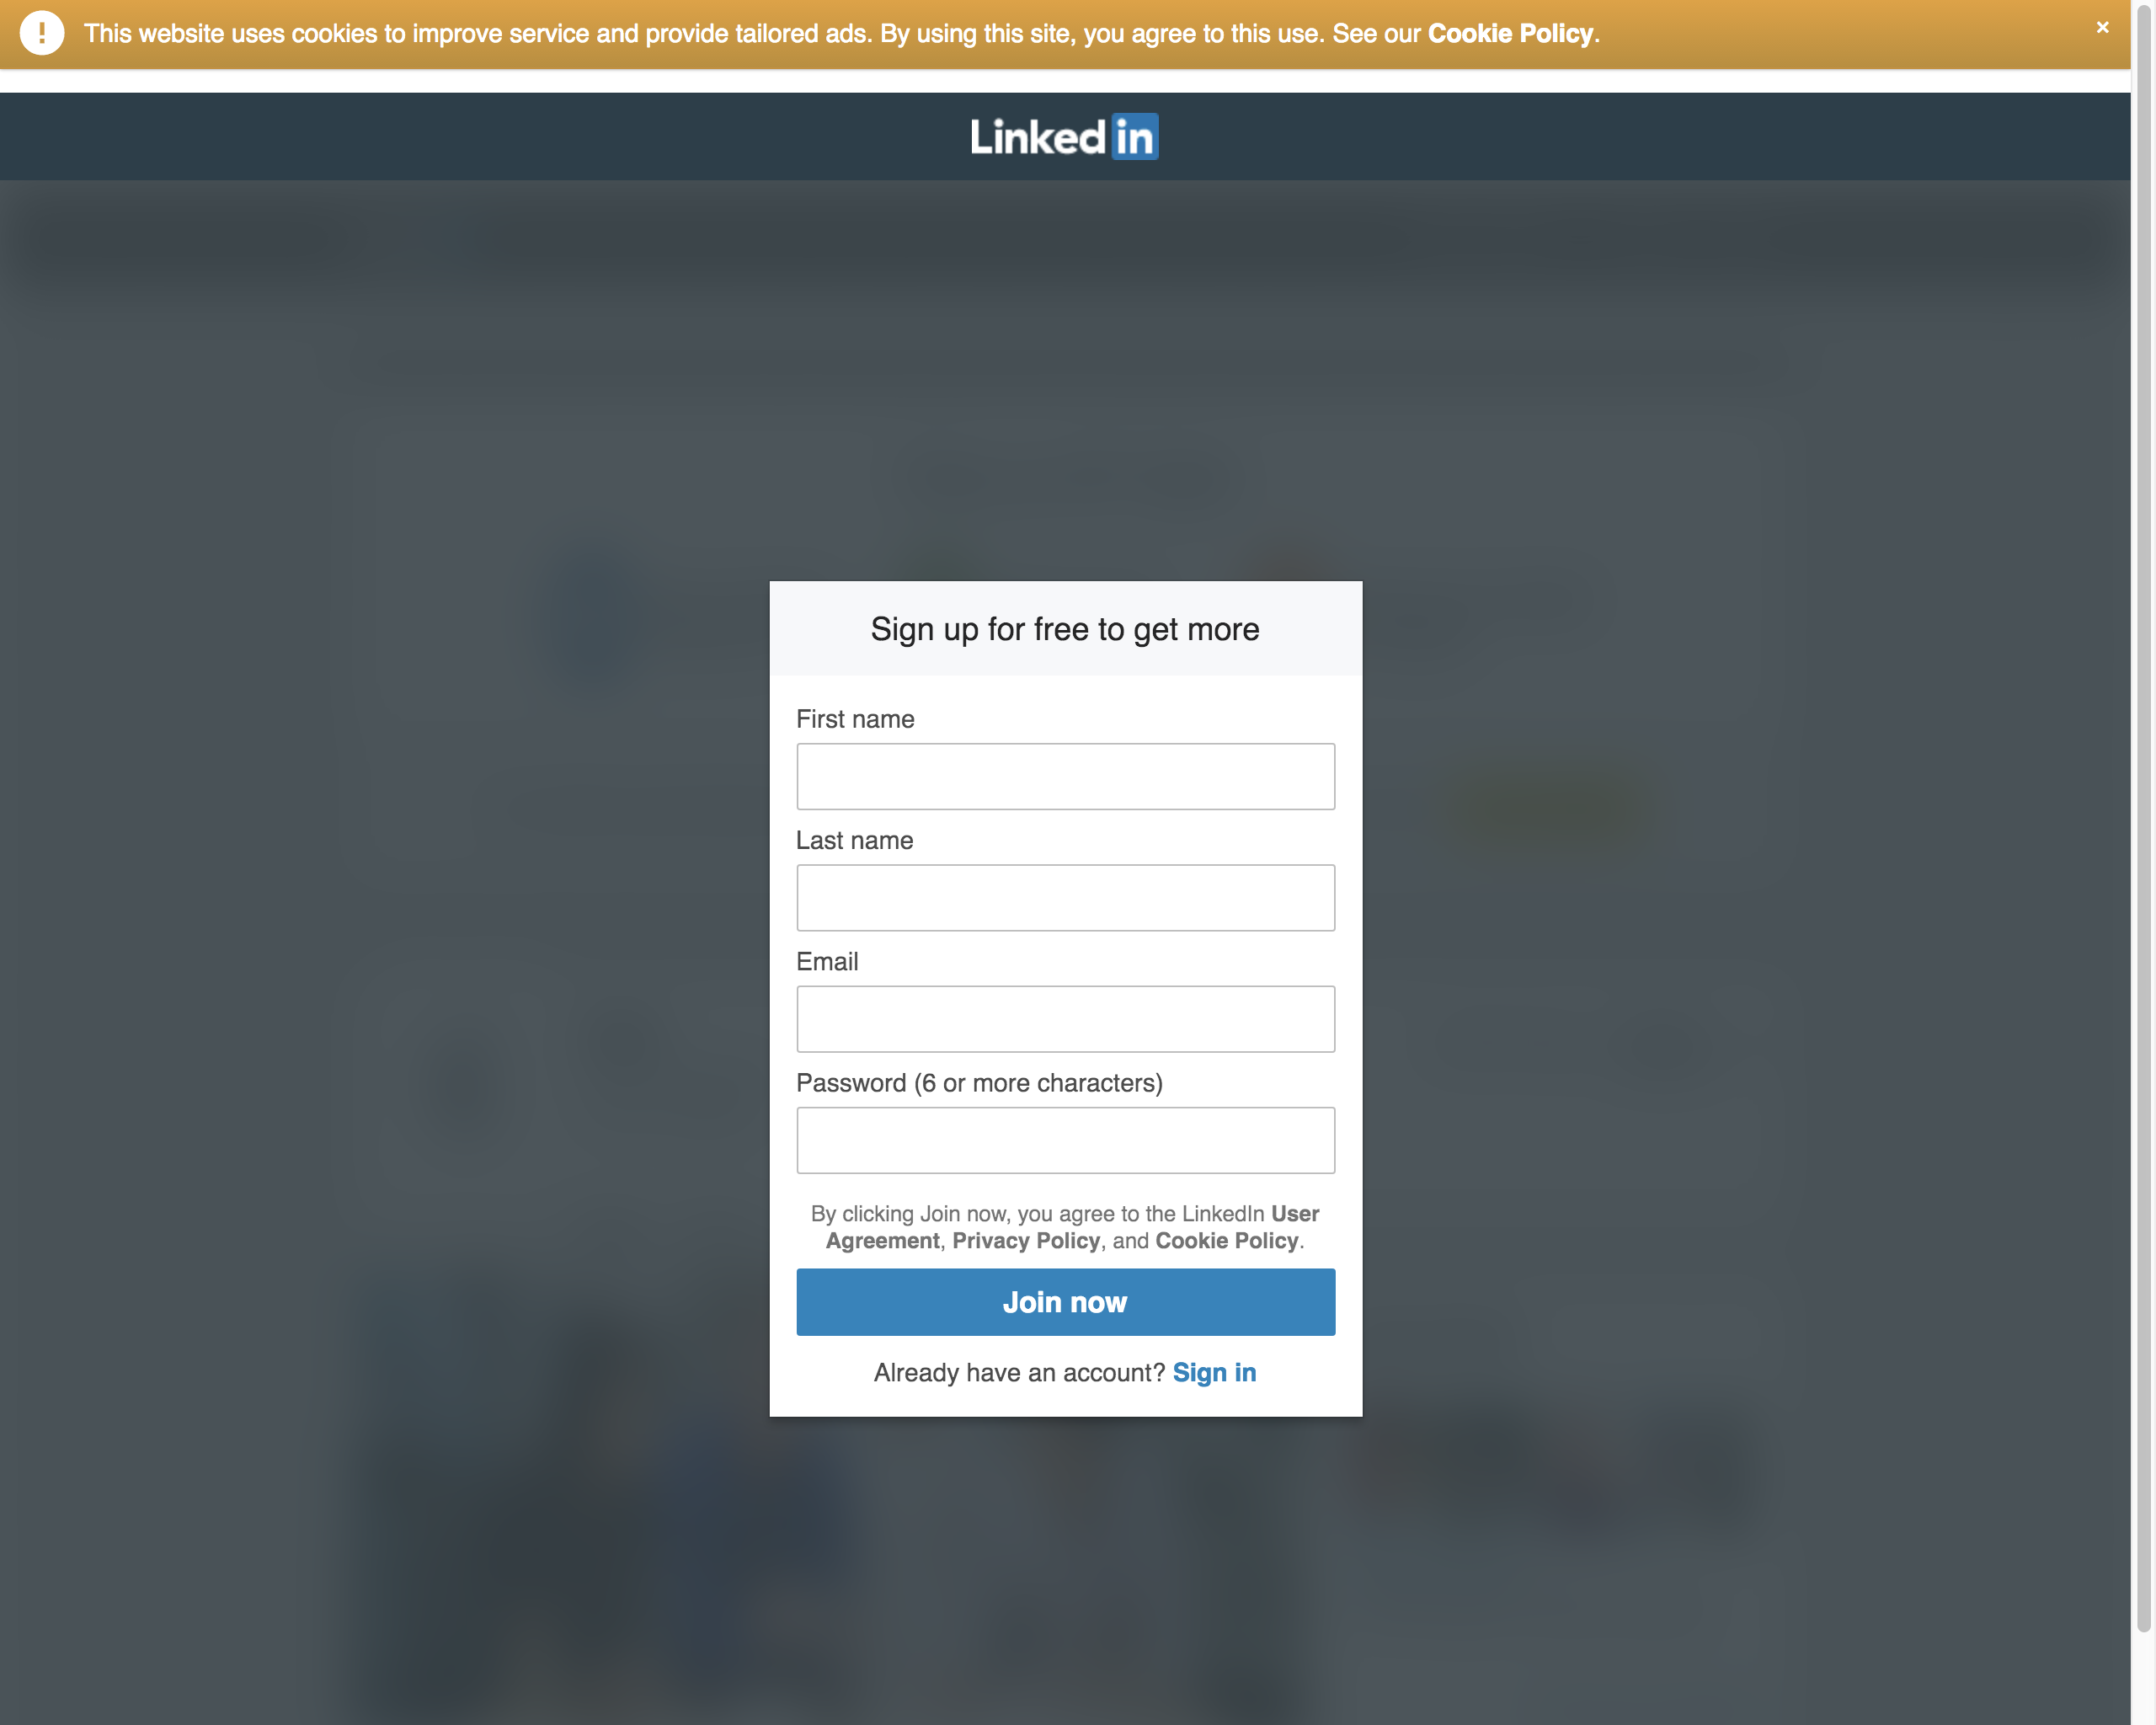 This website uses cookies to improve service and provide tailored ads. By using this site, you agree to this use. See our Cookie Policy.
×
Linked in
Sign up for free to get more
First name
Last name
Email
Password (6 or more characters)
By clicking Join now, you agree to the LinkedIn User
Agreement, Privacy Policy, and Cookie Policy.
Join now
Already have an account? Sign in